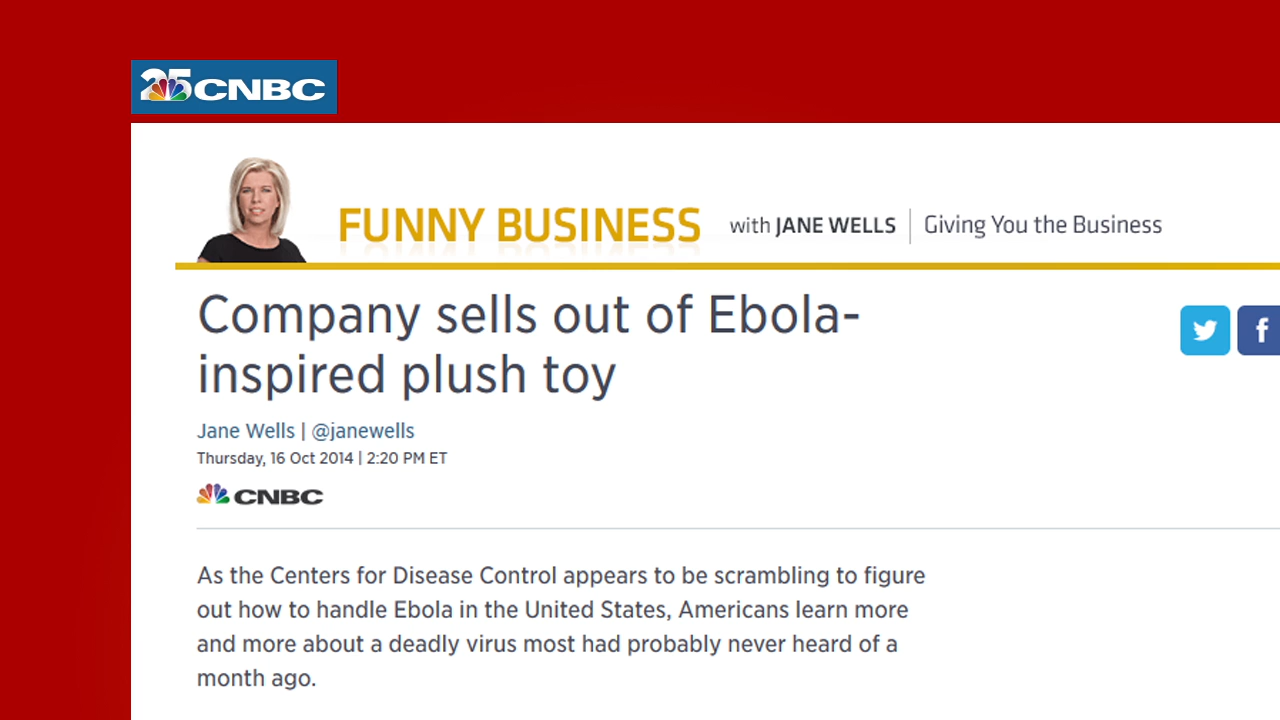 25 CNBC
FUNNY BUSINESS with JANE WELLS | Giving You the Business
Company sells out of Ebola-
inspired plush toy
Jane Wells | @janewells
Thursday, 16 Oct 2014 | 2:20 PM ET
CNBC
As the Centers for Disease Control appears to be scrambling to figure
out how to handle Ebola in the United States, Americans learn more
and more about a deadly virus most had probably never heard of a
month ago.